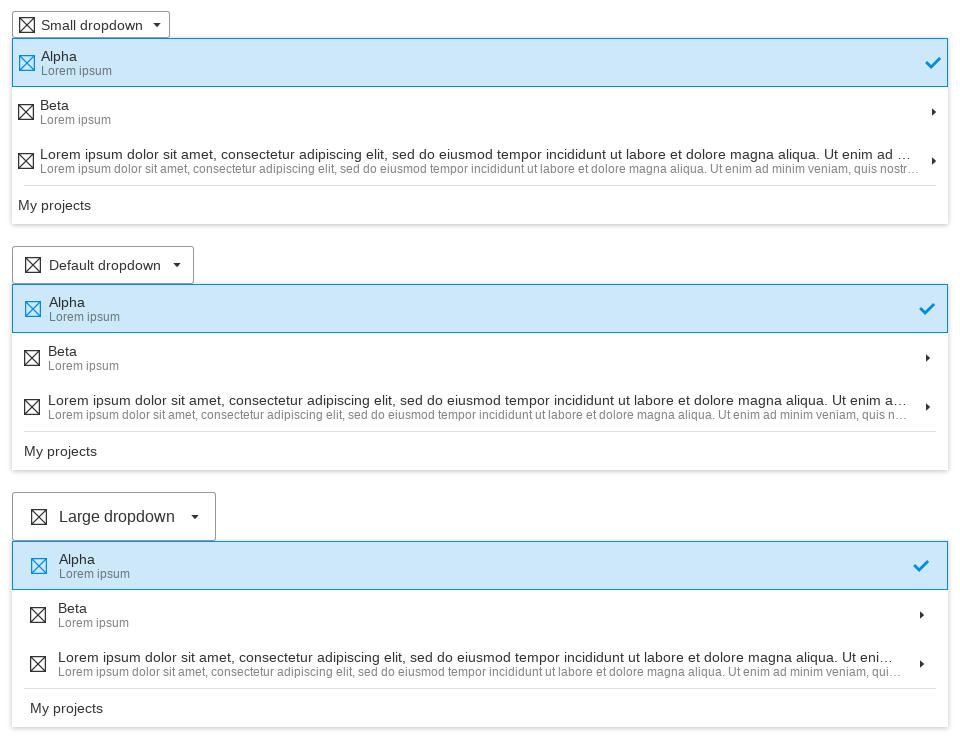 Small dropdown
Alpha
Lorem ipsum
Beta
Lorem ipsum
Lorem ipsum dolor sit amet, consectetur adipiscing elit, sed do eiusmod tempor incididunt ut labore et dolore magna aliqua. Ut enim ad …
Lorem ipsum dolor sit amet, consectetur adipiscing elit, sed do eiusmod tempor incididunt ut labore et dolore magna aliqua. Ut enim ad minim veniam, quis nostr…
My projects
Default dropdown
Alpha
Lorem ipsum
Beta
Lorem ipsum
Lorem ipsum dolor sit amet, consectetur adipiscing elit, sed do eiusmod tempor incididunt ut labore et dolore magna aliqua. Ut enim a…
Lorem ipsum dolor sit amet, consectetur adipiscing elit, sed do eiusmod tempor incididunt ut labore et dolore magna aliqua. Ut enim ad minim veniam, quis n…
My projects
Large dropdown
Alpha
Lorem ipsum
Beta
Lorem ipsum
Lorem ipsum dolor sit amet, consectetur adipiscing elit, sed do eiusmod tempor incididunt ut labore et dolore magna aliqua. Ut eni…
Lorem ipsum dolor sit amet, consectetur adipiscing elit, sed do eiusmod tempor incididunt ut labore et dolore magna aliqua. Ut enim ad minim veniam, qui…
My projects